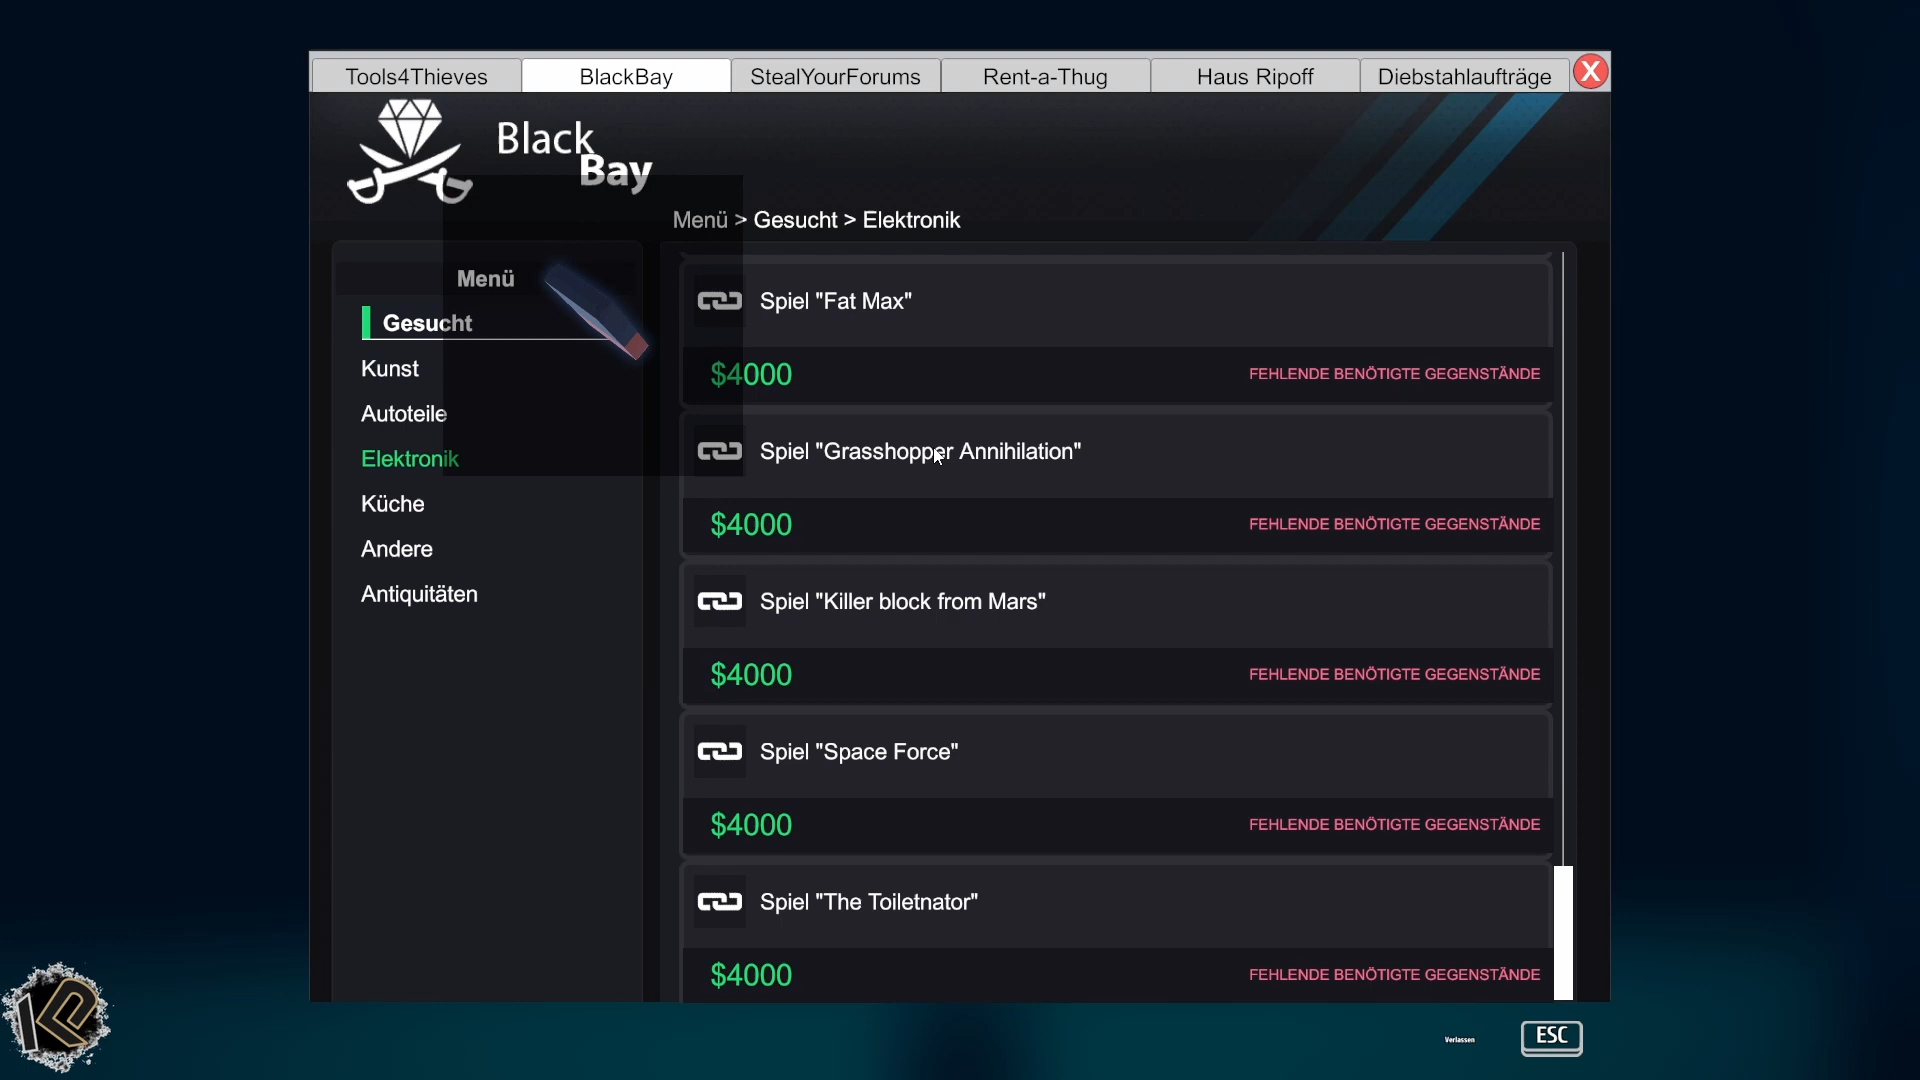 Tools4Thieves
BlackBay
StealYourForums
Rent-a-Thug
Haus Ripoff
Diebstahlaufträge
X
Black
Bay
Menü > Gesucht > Elektronik
Menü
Gesucht
Kunst
Autoteile
Elektronik
Küche
Andere
Antiquitäten
Spiel "Fat Max"
$4000
FEHLENDE BENÖTIGTE GEGENSTÄNDE
Spiel "Grasshopper Annihilation"
$4000
FEHLENDE BENÖTIGTE GEGENSTÄNDE
Spiel "Killer block from Mars"
$4000
FEHLENDE BENÖTIGTE GEGENSTÄNDE
Spiel "Space Force"
$4000
FEHLENDE BENÖTIGTE GEGENSTÄNDE
Spiel "The Toiletnator"
$4000
FEHLENDE BENÖTIGTE GEGENSTÄNDE
Verlassen
ESC